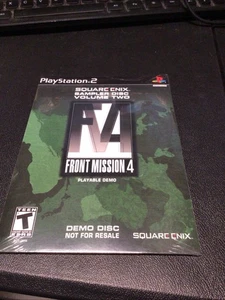 PlayStation®2
SQUARE ENIX
SAMPLER DISC
VOLUME TWO
FM4
FRONT MISSION 4
PLAYABLE DEMO
TEEN
T
DEMO DISC
NOT FOR RESALE
SQUARE ENIX